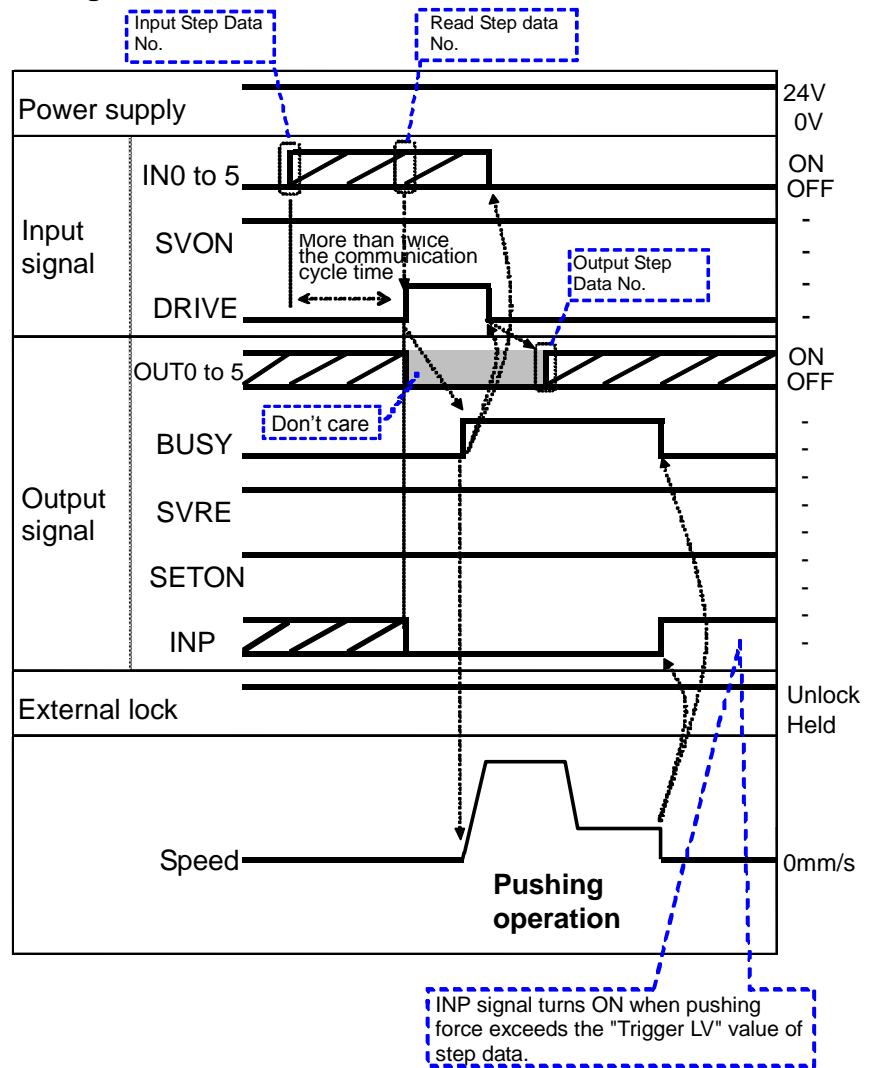 Input Step Data
No.
Read Step data
No.
Power supply
24V
0V
Input
signal
IN0 to 5
ON
OFF
SVON
-
-
More than twice
the communication
cycle time
Output Step
Data No.
DRIVE
-
-
Output
signal
OUT0 to 5
ON
OFF
Don't care
BUSY
-
-
SVRE
-
-
SETON
-
-
INP
-
-
External lock
Unlock
Held
Speed
0mm/s
Pushing
operation
INP signal turns ON when pushing
force exceeds the "Trigger LV" value of
step data.